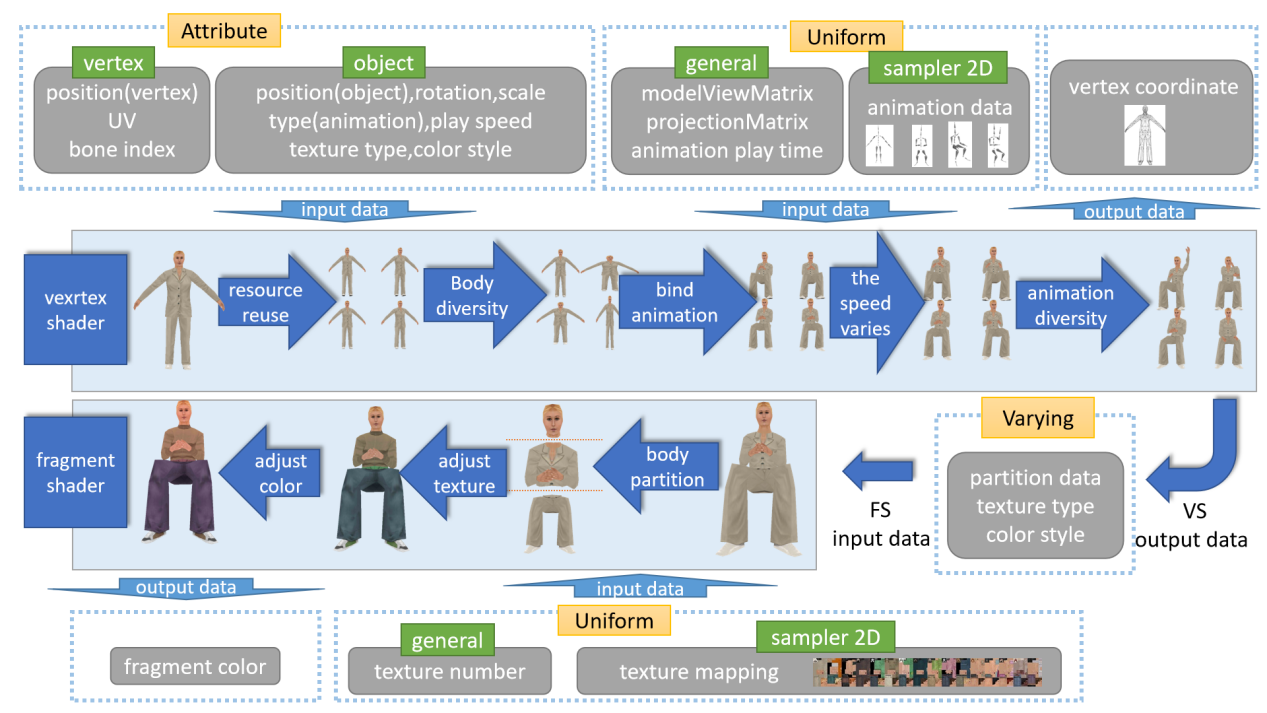 Attribute
vertex
position(vertex)
UV
bone index
object
position(object),rotation,scale
type(animation),play speed
texture type,color style
Uniform
general
modelViewMatrix
projectionMatrix
animation play time
sampler 2D
animation data
vertex coordinate
input data
input data
output data
vexrtex
shader
resource
reuse
Body
diversity
bind
animation
the
speed
varies
animation
diversity
fragment
shader
adjust
color
adjust
texture
body
partition
FS
input data
Varying
partition data
texture type
color style
VS
output data
output data
input data
fragment color
Uniform
general
texture number
sampler 2D
texture mapping